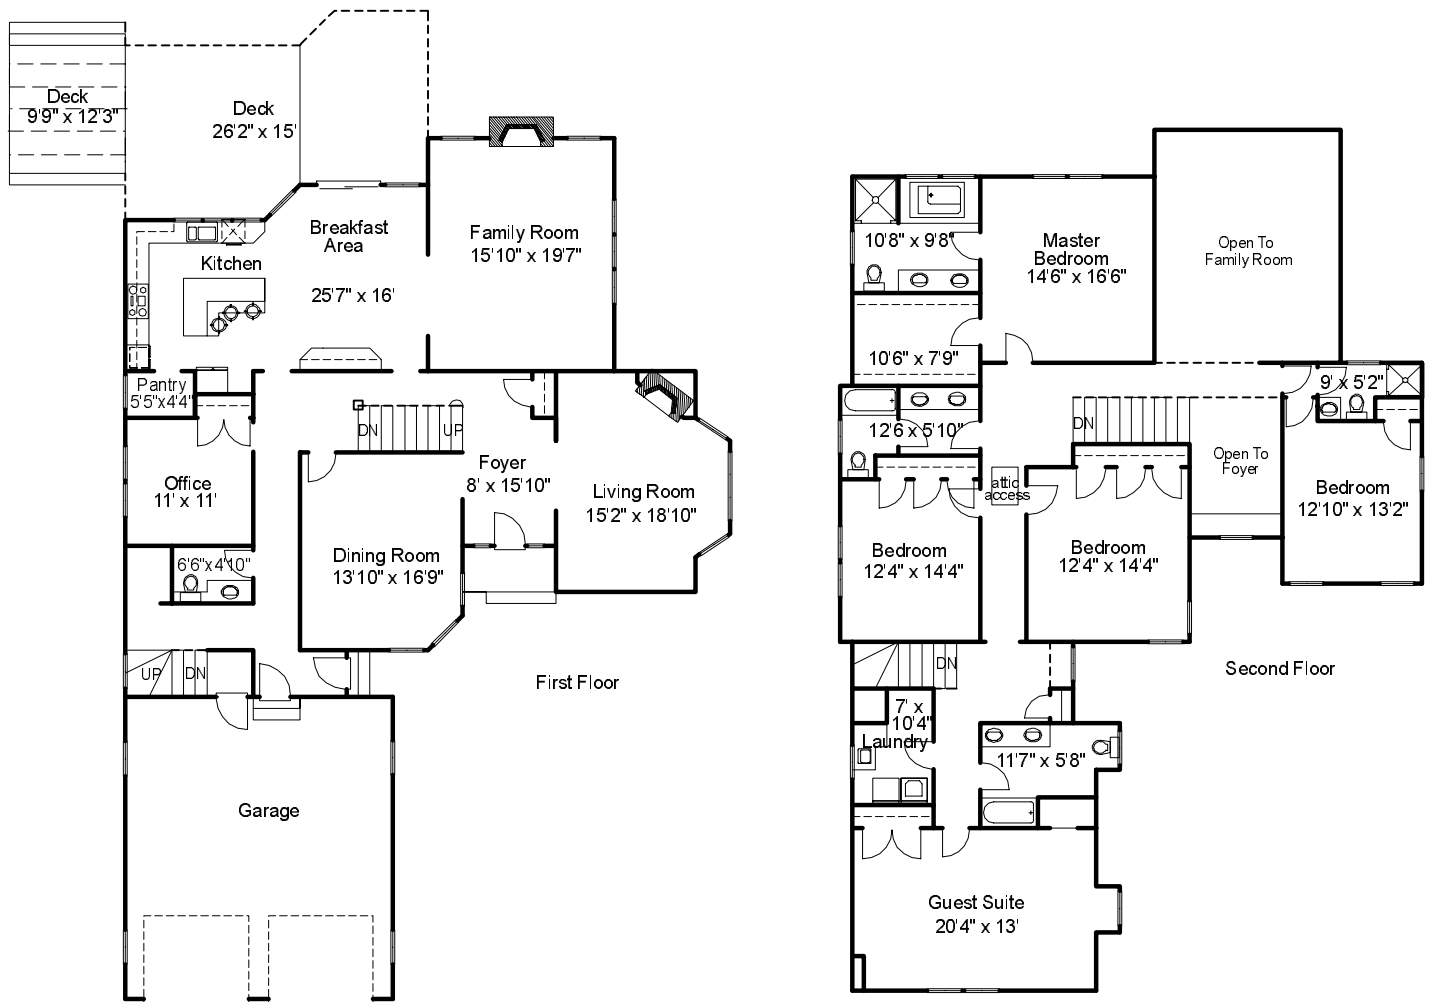 Deck
9'9" x 12'3"
Deck
26'2" x 15'
Breakfast
Area
25'7" x 16'
Kitchen
Family Room
15'10" x 19'7"
Pantry
5'5"x4'4"
DN
UP
Office
11' x 11'
Foyer
8' x 15'10"
Living Room
15'2" x 18'10"
6'6"x4'10"
Dining Room
13'10" x 16'9"
UP
DN
First Floor
Garage
10'8" x 9'8"
Master
Bedroom
14'6" x 16'6"
Open To
Family Room
10'6" x 7'9"
9' x 5'2"
12'6 x 5'10"
DN
Open To
Foyer
attic
access
Bedroom
12'10" x 13'2"
Bedroom
12'4" x 14'4"
Bedroom
12'4" x 14'4"
DN
Second Floor
7' x
10'4"
Laundry
11'7" x 5'8"
Guest Suite
20'4" x 13'